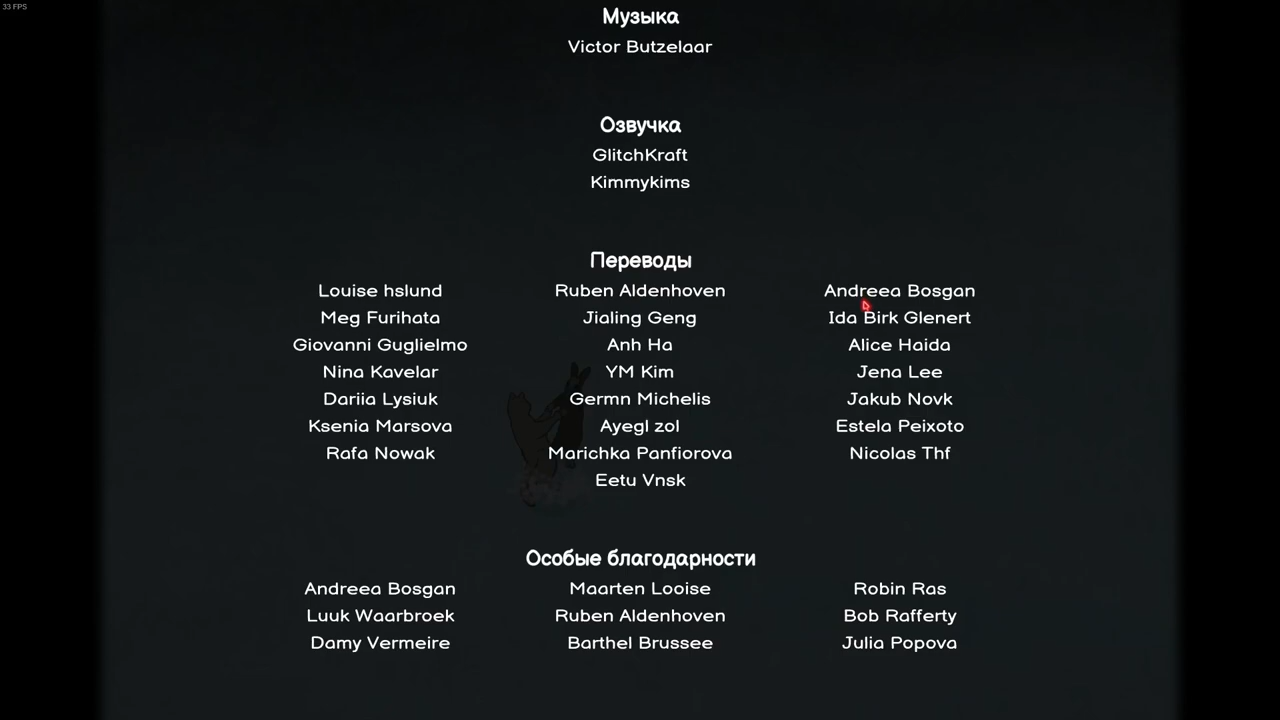 33 FPS
Музыка
Victor Butzelaar
Озвучка
GlitchKraft
Kimmykims
Переводы
Louise hslund Ruben Aldenhoven Andreea Bosgan
Meg Furihata Jialing Geng Ida Birk Glenert
Giovanni Guglielmo Anh Ha Alice Haida
Nina Kavelar YM Kim Jena Lee
Dariia Lysiuk Germn Michelis Jakub Novk
Ksenia Marsova Ayegl zol Estela Peixoto
Rafa Nowak Marichka Panfiorova Nicolas Thf
Eetu Vnsk
Особые благодарности
Andreea Bosgan Maarten Looise Robin Ras
Luuk Waarbroek Ruben Aldenhoven Bob Rafferty
Damy Vermeire Barthel Brussee Julia Popova